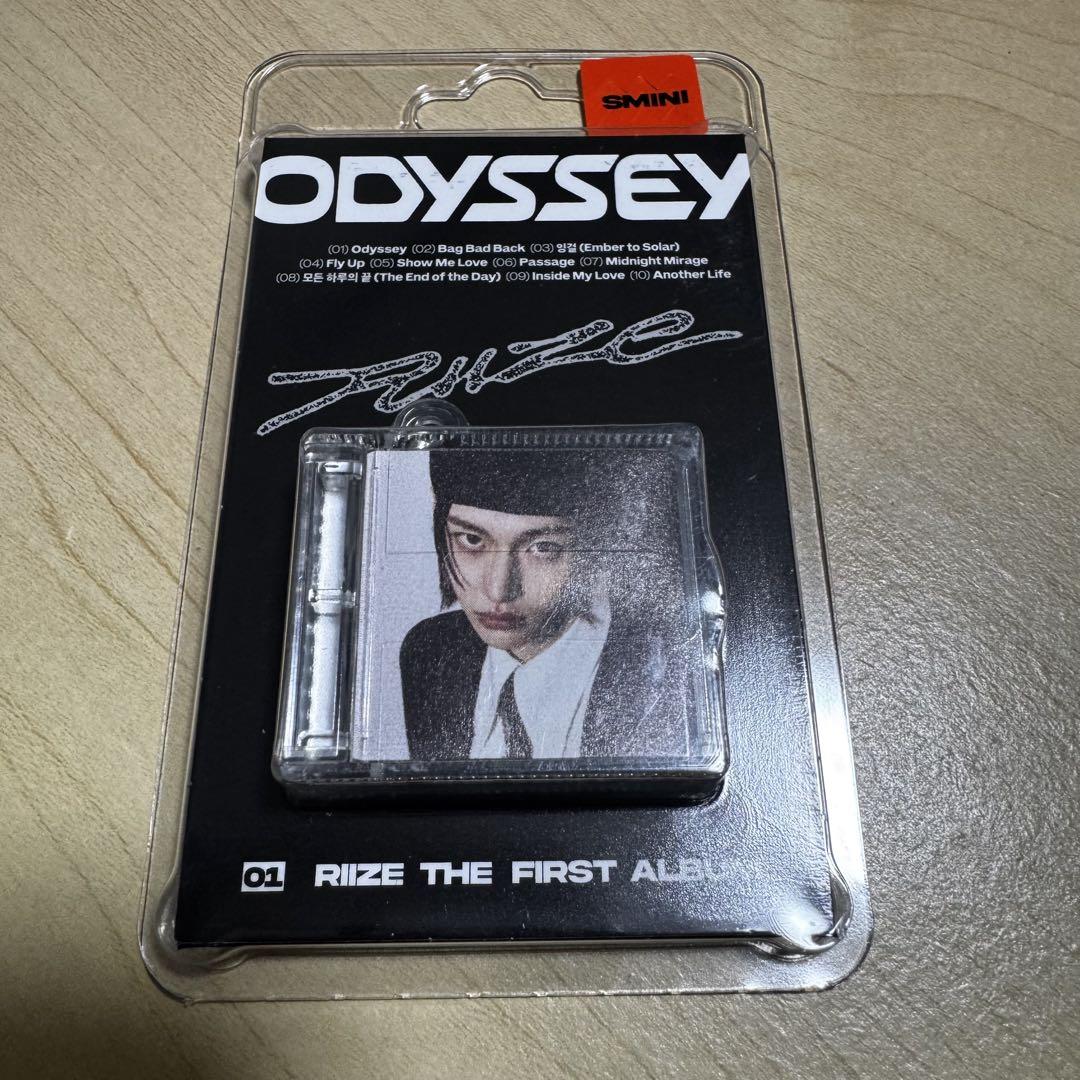 SMINI
ODYSSEY
(01) Odyssey (02) Bag Bad Back (03) 잉걸 (Ember to Solar)
(04) Fly Up (05) Show Me Love (06) Passage (07) Midnight Mirage
(08) 모든 하루의 끝 (The End of the Day) (09) Inside My Love (10) Another Life
RIIZE
01 RIIZE THE FIRST ALBUM